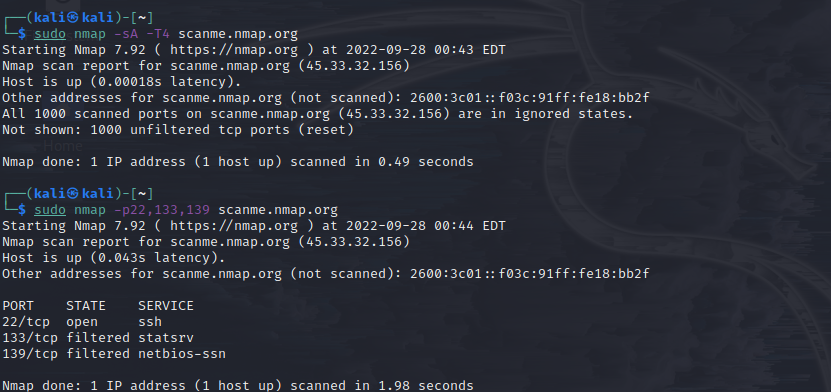 ┌──(kali㉿kali)-[~]
└─$ sudo nmap -sA -T4 scanme.nmap.org
Starting Nmap 7.92 ( https://nmap.org ) at 2022-09-28 00:43 EDT
Nmap scan report for scanme.nmap.org (45.33.32.156)
Host is up (0.00018s latency).
Other addresses for scanme.nmap.org (not scanned): 2600:3c01::f03c:91ff:fe18:bb2f
All 1000 scanned ports on scanme.nmap.org (45.33.32.156) are in ignored states.
Not shown: 1000 unfiltered tcp ports (reset)
Home
Nmap done: 1 IP address (1 host up) scanned in 0.49 seconds
┌──(kali㉿kali)-[~]
└─$ sudo nmap -p22,133,139 scanme.nmap.org
Starting Nmap 7.92 ( https://nmap.org ) at 2022-09-28 00:44 EDT
Nmap scan report for scanme.nmap.org (45.33.32.156)
Host is up (0.043s latency).
Other addresses for scanme.nmap.org (not scanned): 2600:3c01::f03c:91ff:fe18:bb2f
PORT STATE SERVICE
22/tcp open ssh
133/tcp filtered statsrv
139/tcp filtered netbios-ssn
Nmap done: 1 IP address (1 host up) scanned in 1.98 seconds